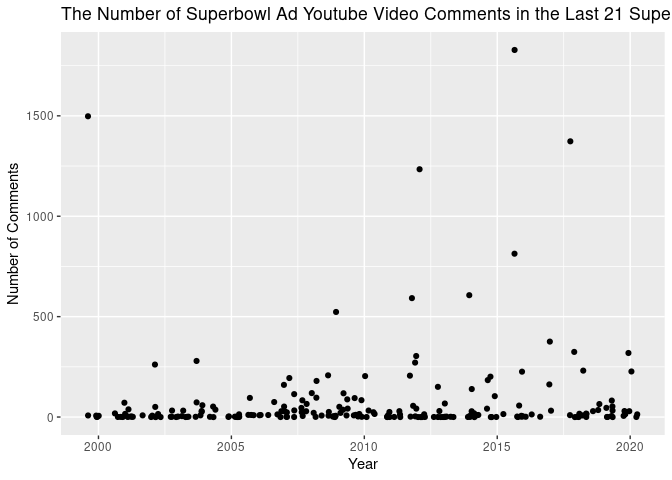 The Number of Superbowl Ad Youtube Video Comments in the Last 21 Supe
1500
1000
500
0
Number of Comments
2000 2005 2010 2015 2020
Year